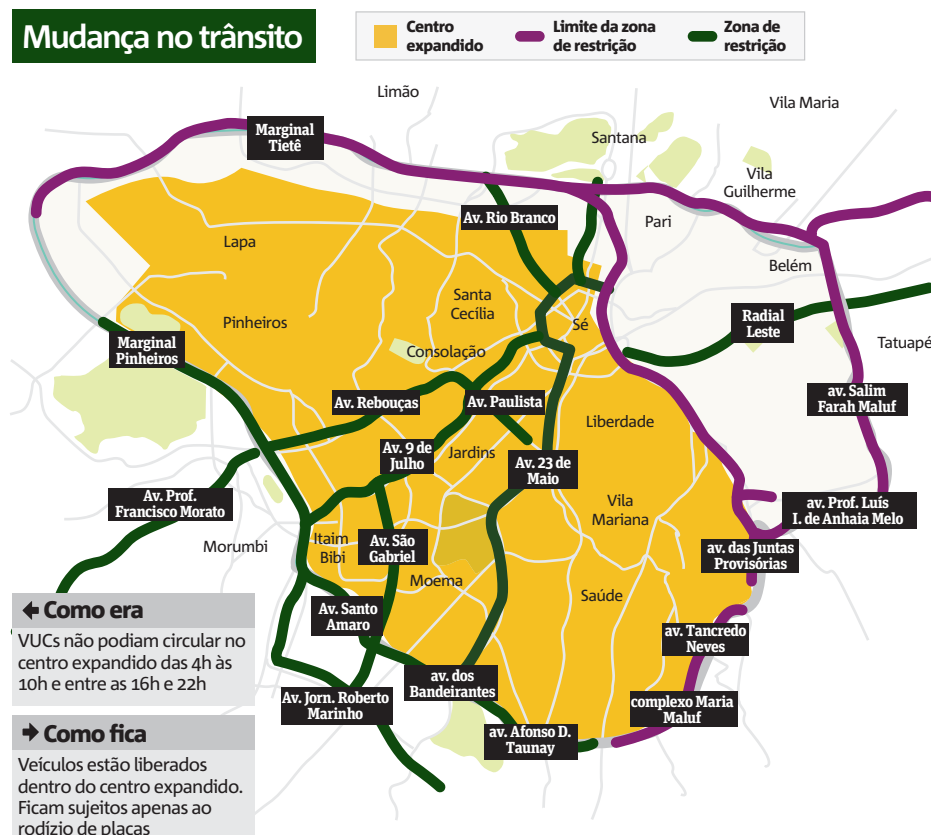 Mudança no trânsito
Centro
expandido
Limite da zona
de restrição
Zona de
restrição
Limão
Vila Maria
Marginal
Tietê
Santana
Vila
Guilherme
Av. Rio Branco
Pari
Lapa
Belém
Santa
Cecília
Pinheiros
Sé
Radial
Leste
Marginal
Pinheiros
Consolação
Tatuapé
Av. Rebouças
Av. Paulista
av. Salim
Farah Maluf
Liberdade
Av. 9 de
Julho
Jardins
Av. 23 de
Maio
Av. Prof.
Francisco Morato
Vila
Mariana
av. Prof. Luís
I. de Anhaia Melo
Morumbi
Itaim
Bibi
Av. São
Gabriel
av. das Juntas
Provisórias
Moema
Saúde
Como era
VUCs não podiam circular no
centro expandido das 4h às
10h e entre as 16h e 22h
Av. Santo
Amaro
av. Tancredo
Neves
av. dos
Bandeirantes
Av. Jorn. Roberto
Marinho
complexo Maria
Maluf
av. Afonso D.
Taunay
Como fica
Veículos estão liberados
dentro do centro expandido.
Ficam sujeitos apenas ao
rodízio de placas